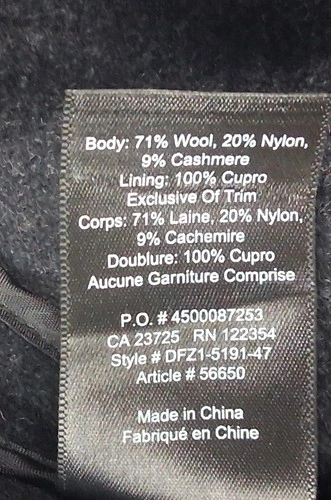 Body: 71% Wool, 20% Nylon,
9% Cashmere
Lining: 100% Cupro
Exclusive Of Trim
Corps: 71% Laine, 20% Nylon,
9% Cachemire
Doublure: 100% Cupro
Aucune Garniture Comprise
P.O. # 4500087253
CA 23725 RN 122354
Style # DFZ1-5191-47
Article # 56650
Made in China
Fabriqué en Chine